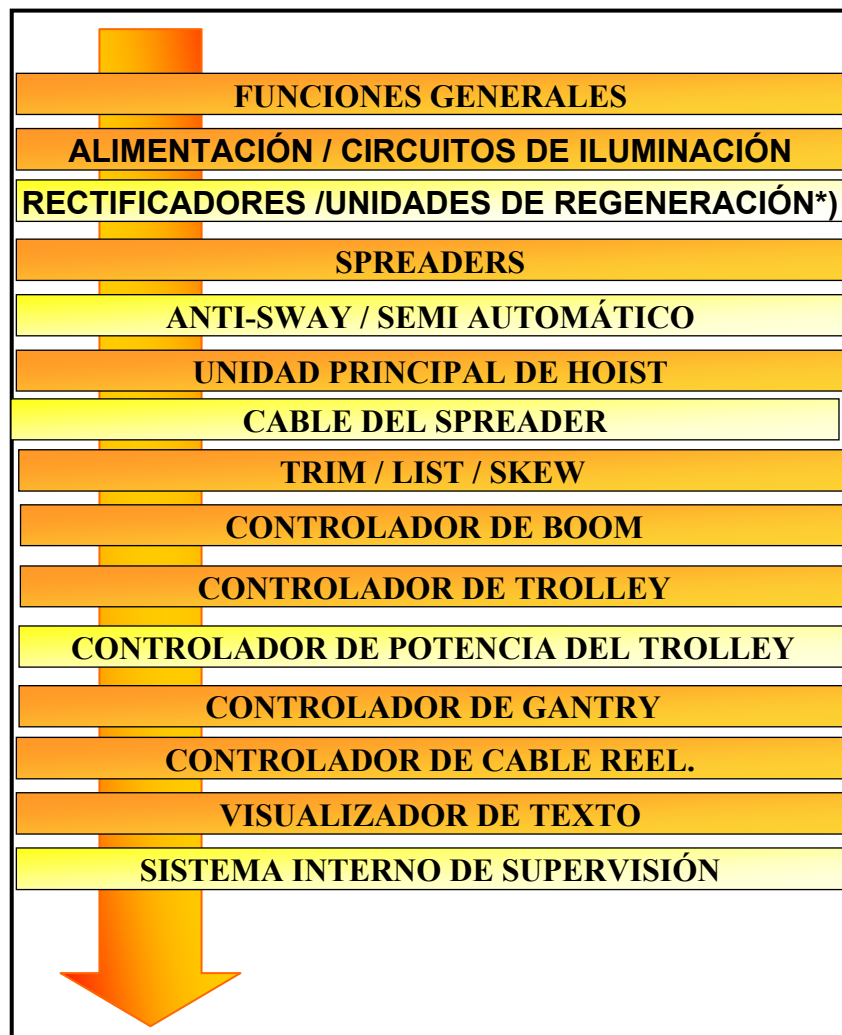 FUNCIONES GENERALES
ALIMENTACIÓN / CIRCUITOS DE ILUMINACIÓN
RECTIFICADORES /UNIDADES DE REGENERACIÓN*)
SPREADERS
ANTI-SWAY / SEMI AUTOMÁTICO
UNIDAD PRINCIPAL DE HOIST
CABLE DEL SPREADER
TRIM / LIST / SKEW
CONTROLADOR DE BOOM
CONTROLADOR DE TROLLEY
CONTROLADOR DE POTENCIA DEL TROLLEY
CONTROLADOR DE GANTRY
CONTROLADOR DE CABLE REEL.
VISUALIZADOR DE TEXTO
SISTEMA INTERNO DE SUPERVISIÓN